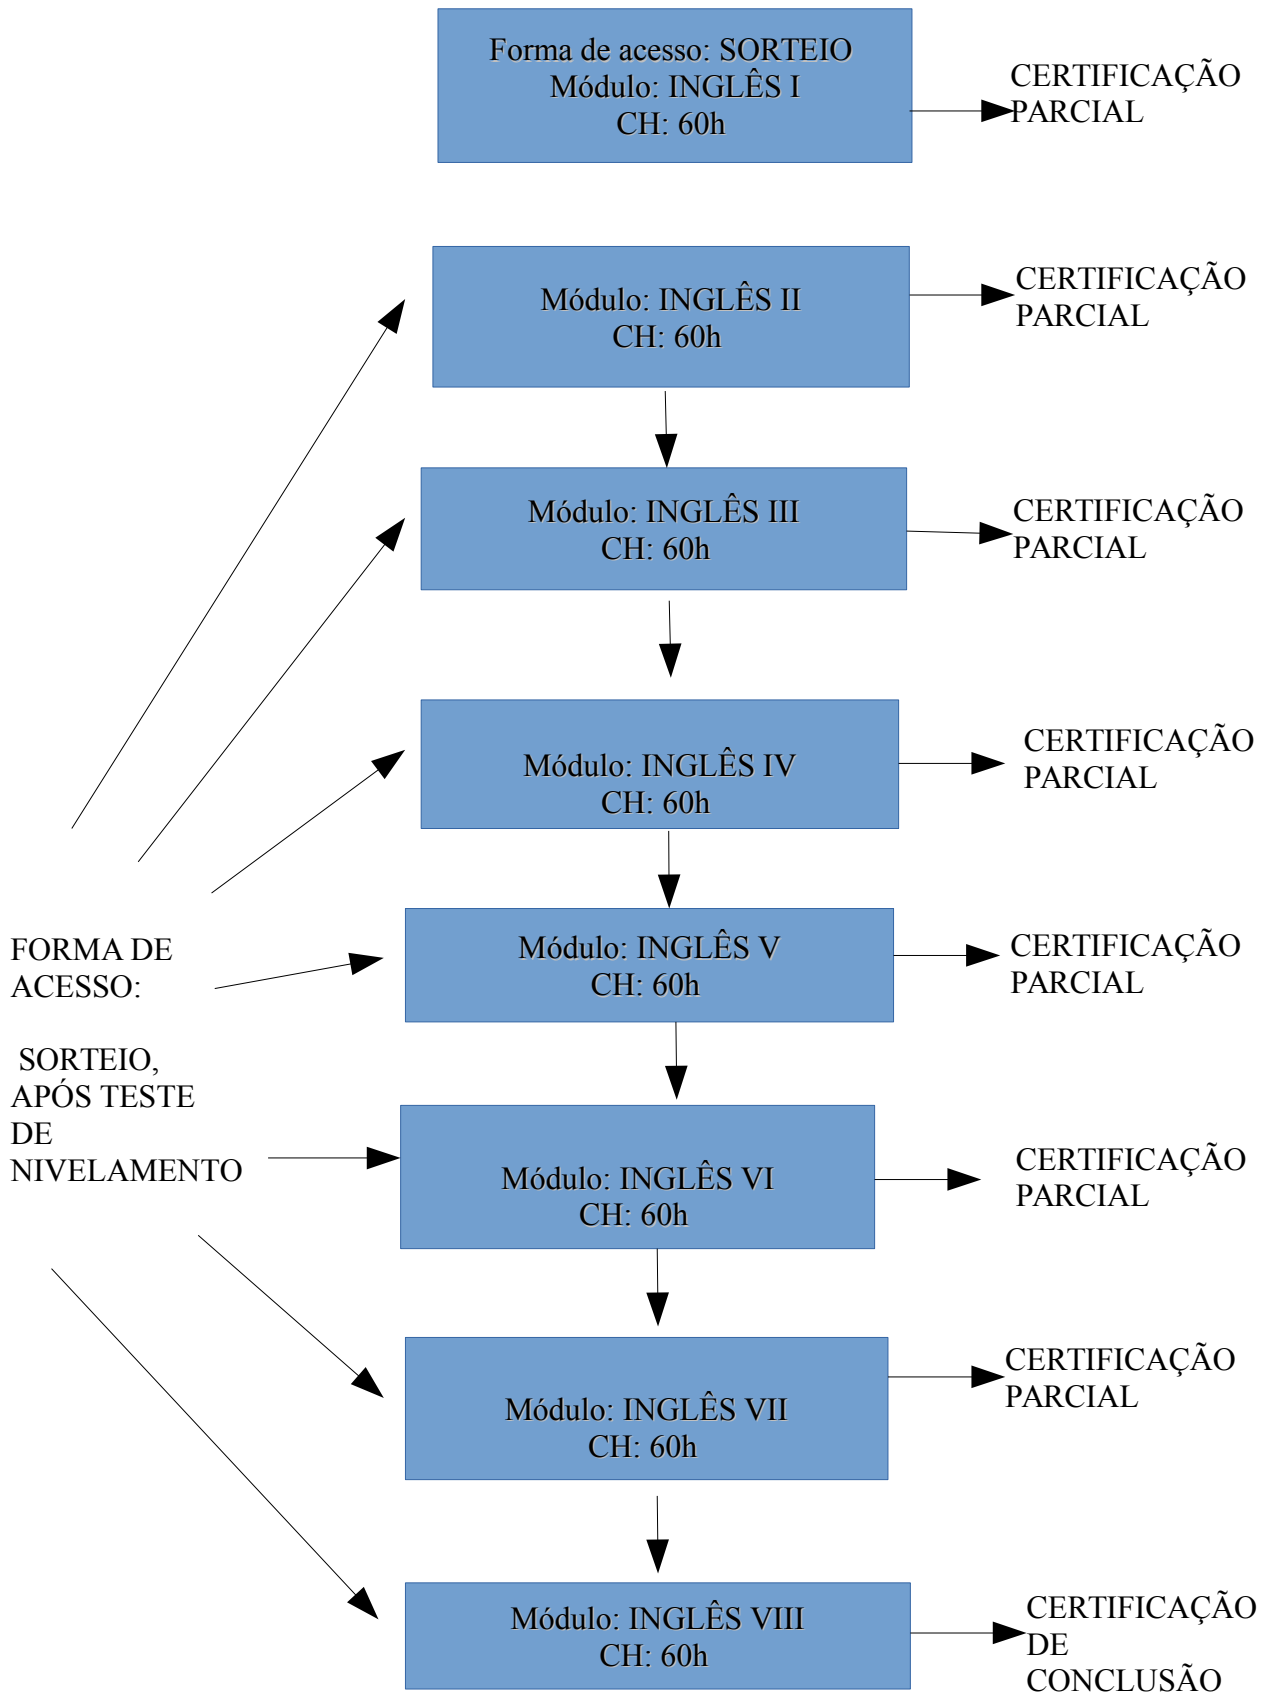 Forma de acesso: SORTEIO
Módulo: INGLÊS I
CH: 60h
CERTIFICAÇÃO
PARCIAL
Módulo: INGLÊS II
CH: 60h
CERTIFICAÇÃO
PARCIAL
Módulo: INGLÊS III
CH: 60h
CERTIFICAÇÃO
PARCIAL
Módulo: INGLÊS IV
CH: 60h
CERTIFICAÇÃO
PARCIAL
FORMA DE
ACESSO:
SORTEIO,
APÓS TESTE
DE
NIVELAMENTO
Módulo: INGLÊS V
CH: 60h
CERTIFICAÇÃO
PARCIAL
Módulo: INGLÊS VI
CH: 60h
CERTIFICAÇÃO
PARCIAL
Módulo: INGLÊS VII
CH: 60h
CERTIFICAÇÃO
PARCIAL
Módulo: INGLÊS VIII
CH: 60h
CERTIFICAÇÃO
DE
CONCLUSÃO